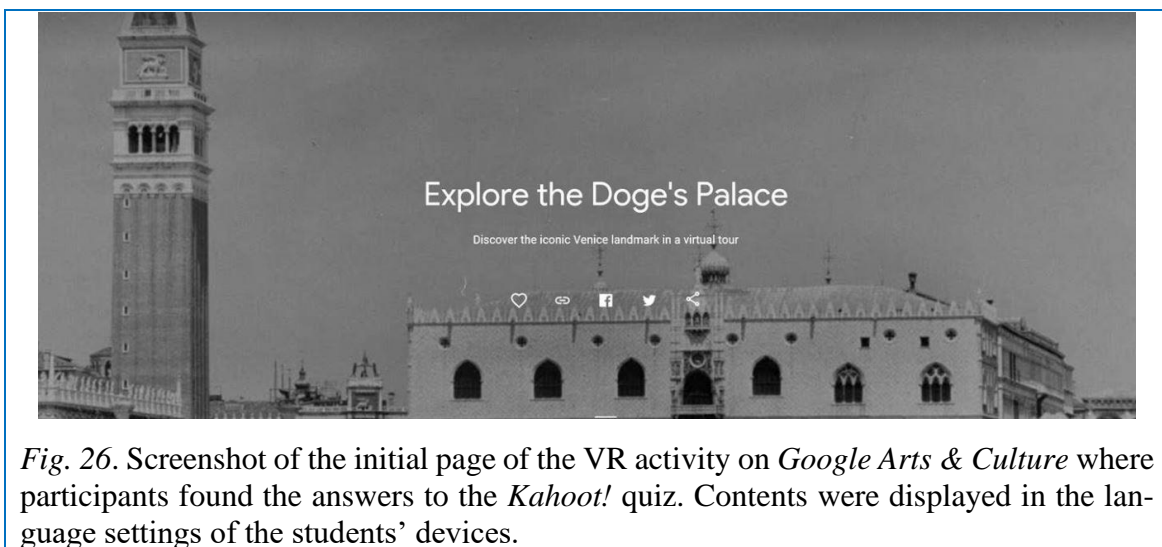 Explore the Doge's Palace
Discover the iconic Venice landmark in a virtual tour
Fig. 26. Screenshot of the initial page of the VR activity on Google Arts & Culture where
participants found the answers to the Kahoot! quiz. Contents were displayed in the lan-
guage settings of the students’ devices.